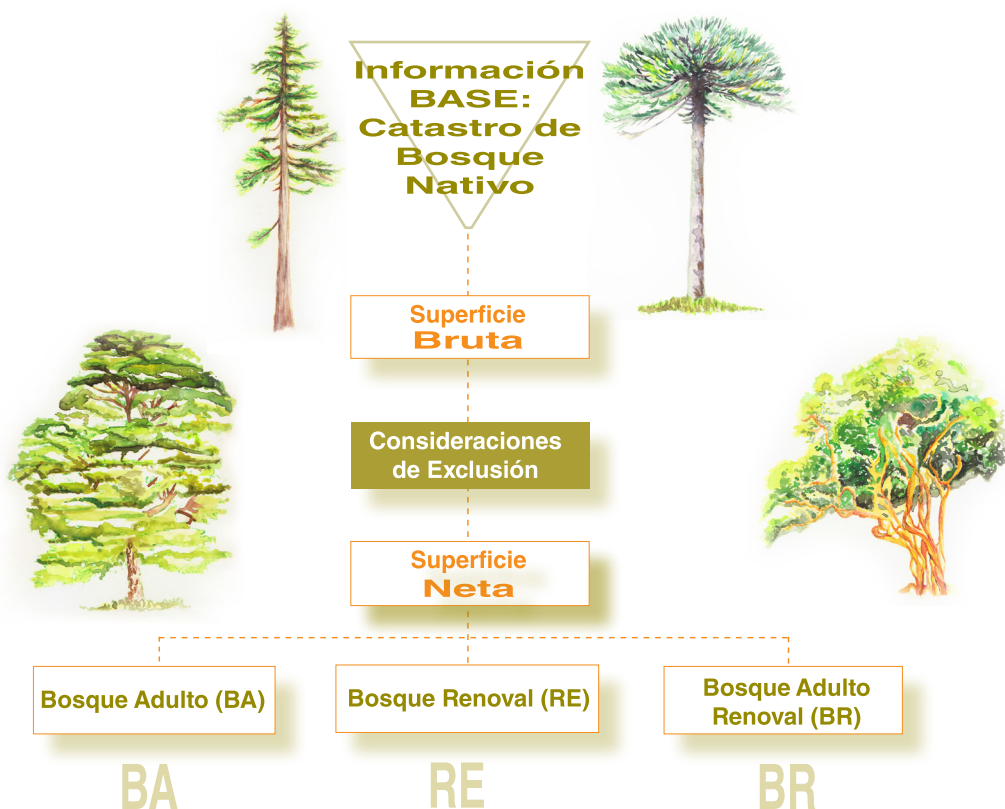 Información
BASE:
Catastro de
Bosque
Nativo
Superficie
Bruta
Consideraciones
de Exclusión
Superficie
Neta
Bosque Adulto (BA)
Bosque Renoval (RE)
Bosque Adulto
Renoval (BR)
BA
RE
BR